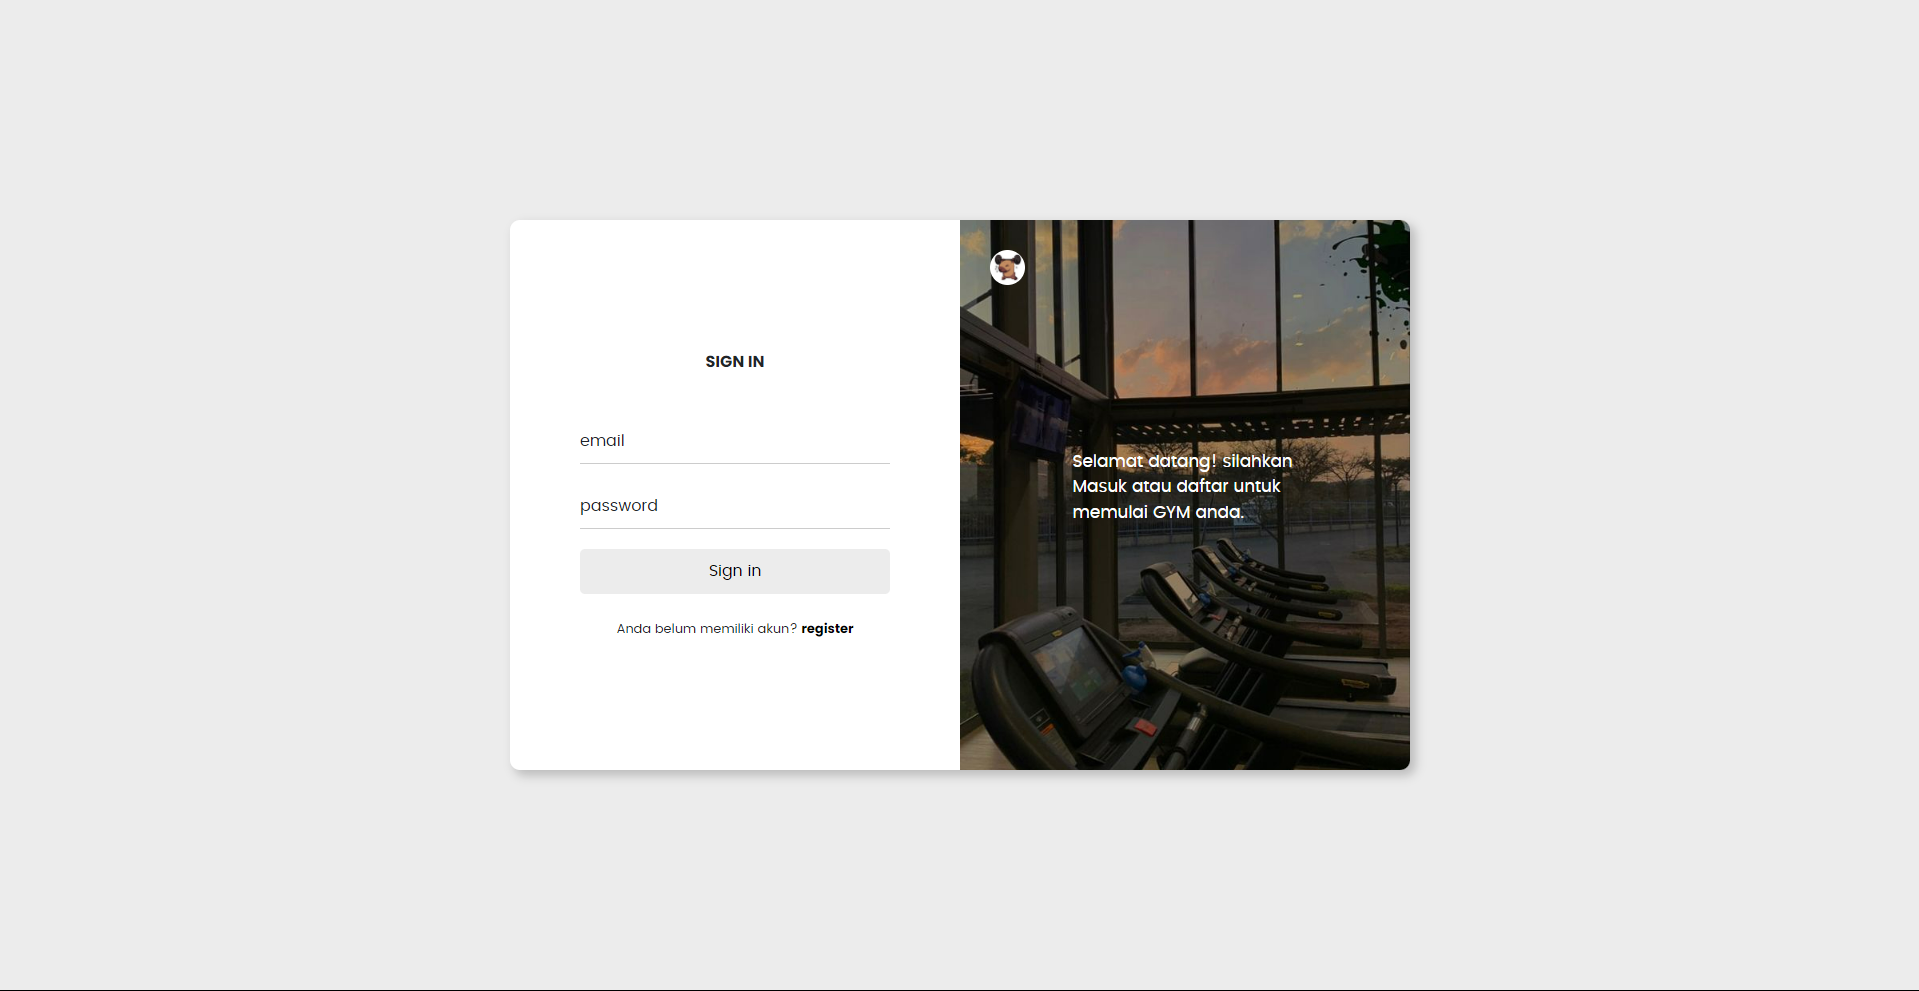 SIGN IN
email
password
Sign in
Anda belum memiliki akun? register
Selamat datang! silahkan
Masuk atau daftar untuk
memulai GYM anda.